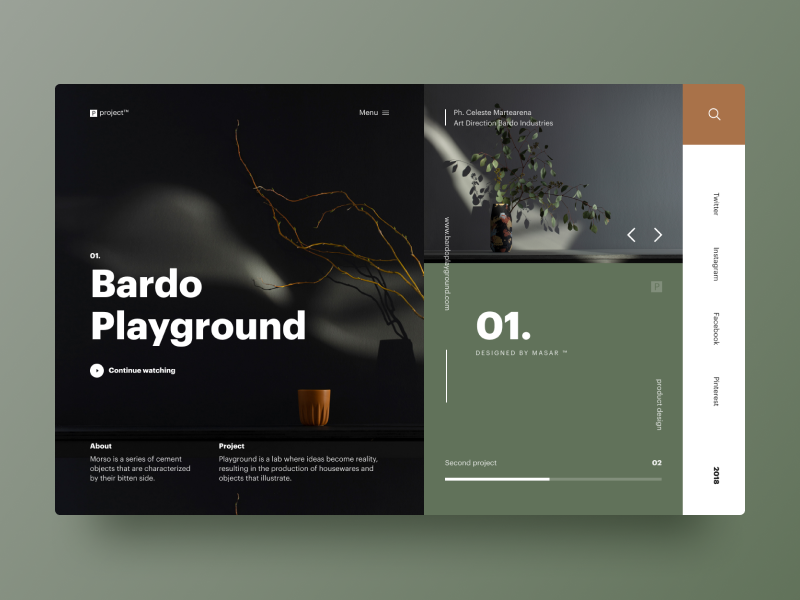 P project™
Menu
01.
Bardo
Playground
Continue watching
About
Morso is a series of cement
objects that are characterized
by their bitten side.
Project
Playground is a lab where ideas become reality,
resulting in the production of housewares and
objects that illustrate.
Ph. Celeste Martearena
Art Direction Bardo Industries
www.bardoplayground.com
P
01.
DESIGNED BY MASAR ™
product design
Second project
02
Twitter
Instagram
Facebook
Pinterest
2018